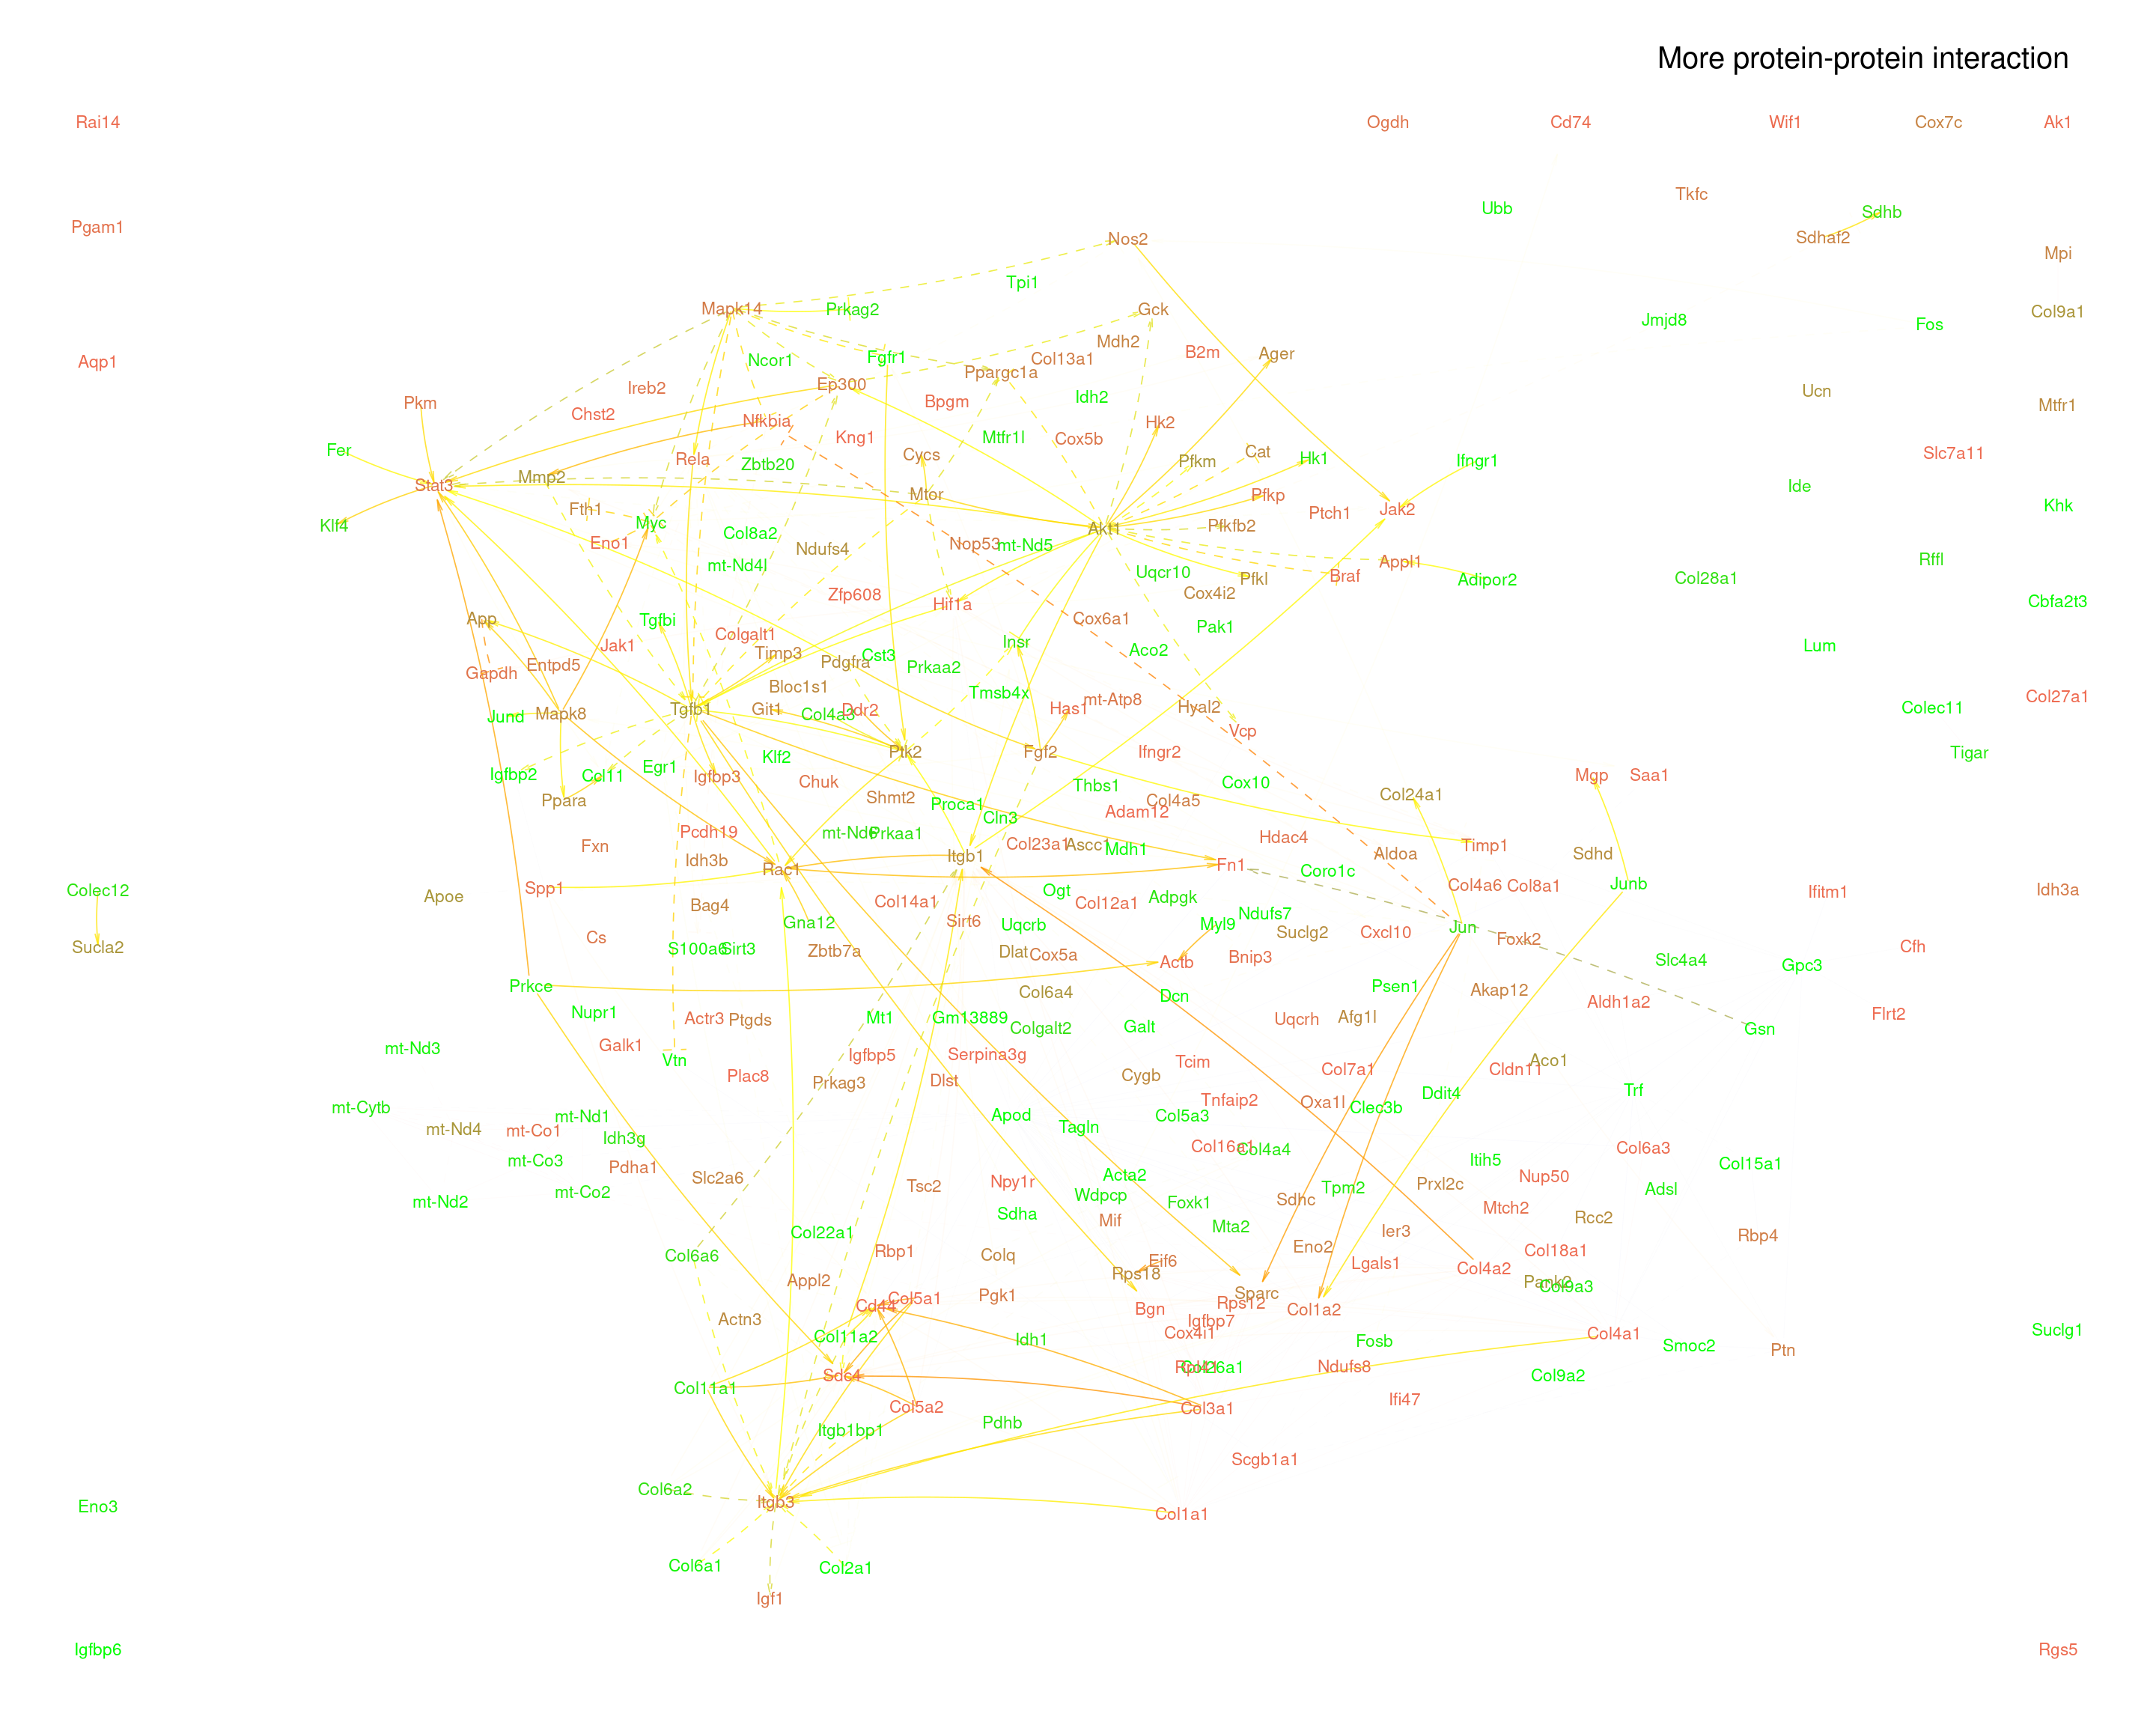 More protein-protein interaction
Rai14
Ogdh
Cd74
Wif1
Cox7c
Ak1
Tkfc
Ubb
Sdhb
Pgam1
Nos2
Sdhaf2
Mpi
Tpi1
Mapk14
Prkag2
Gck
Col9a1
Jmjd8
Fos
Mdh2
B2m
Ager
Aqp1
Ncor1
Fgfr1
Col13a1
Ppargc1a
Ep300
Ireb2
Ucn
Idh2
Pkm
Bpgm
Mtfr1
Chst2
Nfkbia
Hk2
Kng1
Mtfr1l
Cox5b
Fer
Cycs
Cat
Slc7a11
Rela
Zbtb20
Pfkm
Hk1
Ifngr1
Mmp2
Stat3
Ide
Mtor
Pfkp
Fth1
Jak2
Ptch1
Khk
Klf4
Myc
Akt1
Pfkfb2
Col8a2
Eno1
Ndufs4
Nop53
mt-Nd5
mt-Nd4l
Appl1
Rffl
Uqcr10
Pfkl
Braf
Adipor2
Col28a1
Zfp608
Cox4i2
Hif1a
Cbfa2t3
App
Tgfbi
Cox6a1
Pak1
Colgalt1
Jak1
Insr
Aco2
Lum
Timp3
Cst3
Entpd5
Pdgfra
Prkaa2
Gapdh
Bloc1s1
Tmsb4x
mt-Atp8
Col27a1
Jund
Mapk8
Tgfb1
Git1
Col4a3
Ddr2
Has1
Hyal2
Colec11
Vcp
Klf2
Ptk2
Fgf2
Ifngr2
Tigar
Igfbp2
Col11
Egr1
Igfbp3
Chuk
Thbs1
Cox10
Mgp
Saa1
Ppara
Shmt2
Proca1
Cln3
Col4a5
Adam12
Col24a1
Pcdh19
mt-Nd6
Prkaa1
Hdac4
Fxn
Idh3b
Itgb1
Col23a1
Ascc1
Mdh1
Aldoa
Timp1
Sdhd
Rac1
Fn1
Coro1c
Colec12
Apoe
Spp1
Ogt
Adpgk
Col4a6
Col8a1
Junb
Ifitm1
Idh3a
Bag4
Col14a1
Col12a1
Gna12
Sirt6
Uqcrb
Myl9
Ndufs7
Jun
Sucla2
Cs
S100a6
Sirt3
Zbtb7a
Dlat
Cox5a
Suclg2
Cxcl10
Foxk2
Cfh
Actb
Bnip3
Slc4a4
Gpc3
Prkce
Col6a4
Dcn
Psen1
Akap12
Aldh1a2
Nupr1
Actr3
Ptgds
Mt1
Gm13889
Colgalt2
Galt
Uqcrh
Afg1l
Gsn
Flrt2
mt-Nd3
Galk1
Vtn
Igfbp5
Serpina3g
Tcim
Aco1
Plac8
Prkag3
Dlst
Cygb
Col7a1
Cldn11
Trf
mt-Cytb
mt-Nd1
Apod
Col5a3
Tnfaip2
Oxa1l
Clec3b
Ddit4
mt-Nd4
mt-Co1
Idh3g
Tagln
Col16a1
Col4a4
Col6a3
mt-Co3
Pdha1
Slc2a6
Acta2
Itih5
Col15a1
mt-Nd2
mt-Co2
Tsc2
Npy1r
Wdpcp
Foxk1
Sdhc
Tpm2
Prxl2c
Nup50
Adsl
Sdha
Mif
Mta2
Mtch2
Rcc2
Col22a1
Ier3
Rbp4
Col6a6
Rbp1
Colq
Eif6
Eno2
Lgals1
Col18a1
Appl2
Rps18
Col4a2
Pank2
Col9a3
Cd44
Col5a1
Pgk1
Bgn
Rps12
Sparc
Col1a2
Actn3
Igfbp7
Col11a2
Idh1
Cox4i1
Fosb
Col4a1
Smoc2
Ptn
Suclg1
Sdc4
Col26a1
Ndufs8
Col9a2
Col11a1
Col5a2
Col3a1
Ifi47
Itgb1bp1
Pdhb
Scgb1a1
Col6a2
Itgb3
Col1a1
Eno3
Col6a1
Col2a1
Igf1
Igfbp6
Rgs5